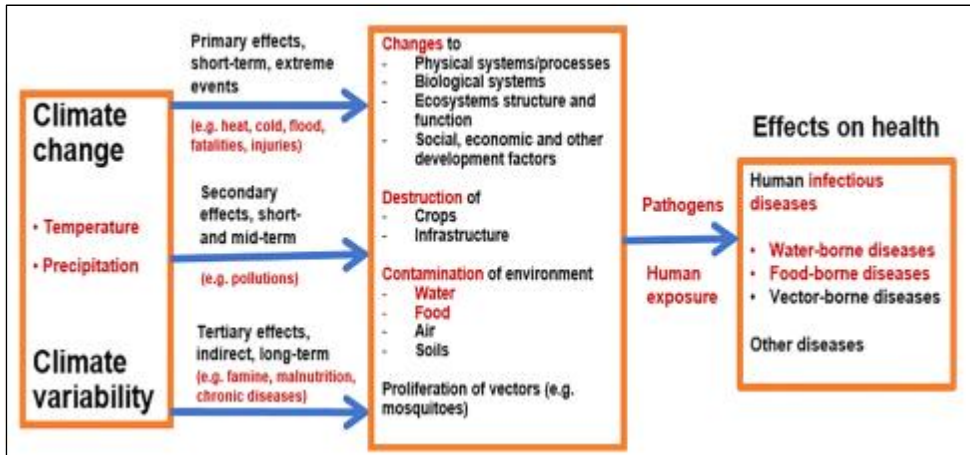 Climate
change
• Temperature
• Precipitation
Climate
variability
Primary effects,
short-term, extreme
events
(e.g. heat, cold, flood,
fatalities, injuries)
Secondary
effects, short-
and mid-term
(e.g. pollutions)
Tertiary effects,
indirect, long-term
(e.g. famine, malnutrition,
chronic diseases)
Changes to
- Physical systems/processes
- Biological systems
- Ecosystems structure and
function
- Social, economic and other
development factors
Destruction of
- Crops
- Infrastructure
Contamination of environment
- Water
- Food
- Air
- Soils
Proliferation of vectors (e.g.
mosquitoes)
Pathogens
Human
exposure
Effects on health
Human infectious
diseases
• Water-borne diseases
• Food-borne diseases
• Vector-borne diseases
Other diseases